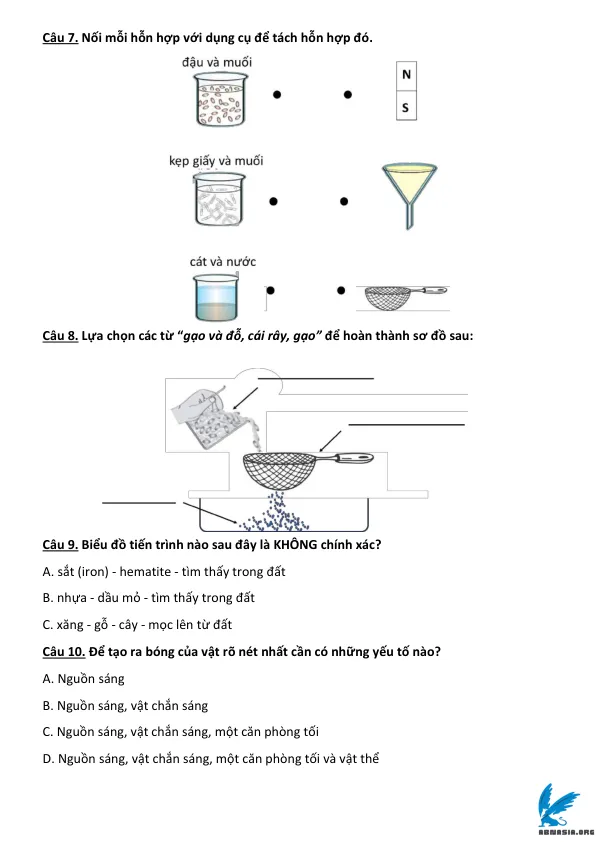 Câu 7. Nối mỗi hỗn hợp với dụng cụ để tách hỗn hợp đó.
đậu và muối
N
S
kẹp giấy và muối
cát và nước
Câu 8. Lựa chọn các từ “gạo và đỗ, cái rây, gạo” để hoàn thành sơ đồ sau:
Câu 9. Biểu đồ tiến trình nào sau đây là KHÔNG chính xác?
A. sắt (iron) - hematite - tìm thấy trong đất
B. nhựa - dầu mỏ - tìm thấy trong đất
C. xăng - gỗ - cây - mọc lên từ đất
Câu 10. Để tạo ra bóng của vật rõ nét nhất cần có những yếu tố nào?
A. Nguồn sáng
B. Nguồn sáng, vật chắn sáng
C. Nguồn sáng, vật chắn sáng, một căn phòng tối
D. Nguồn sáng, vật chắn sáng, một căn phòng tối và vật thể
ABNASIA.ORG